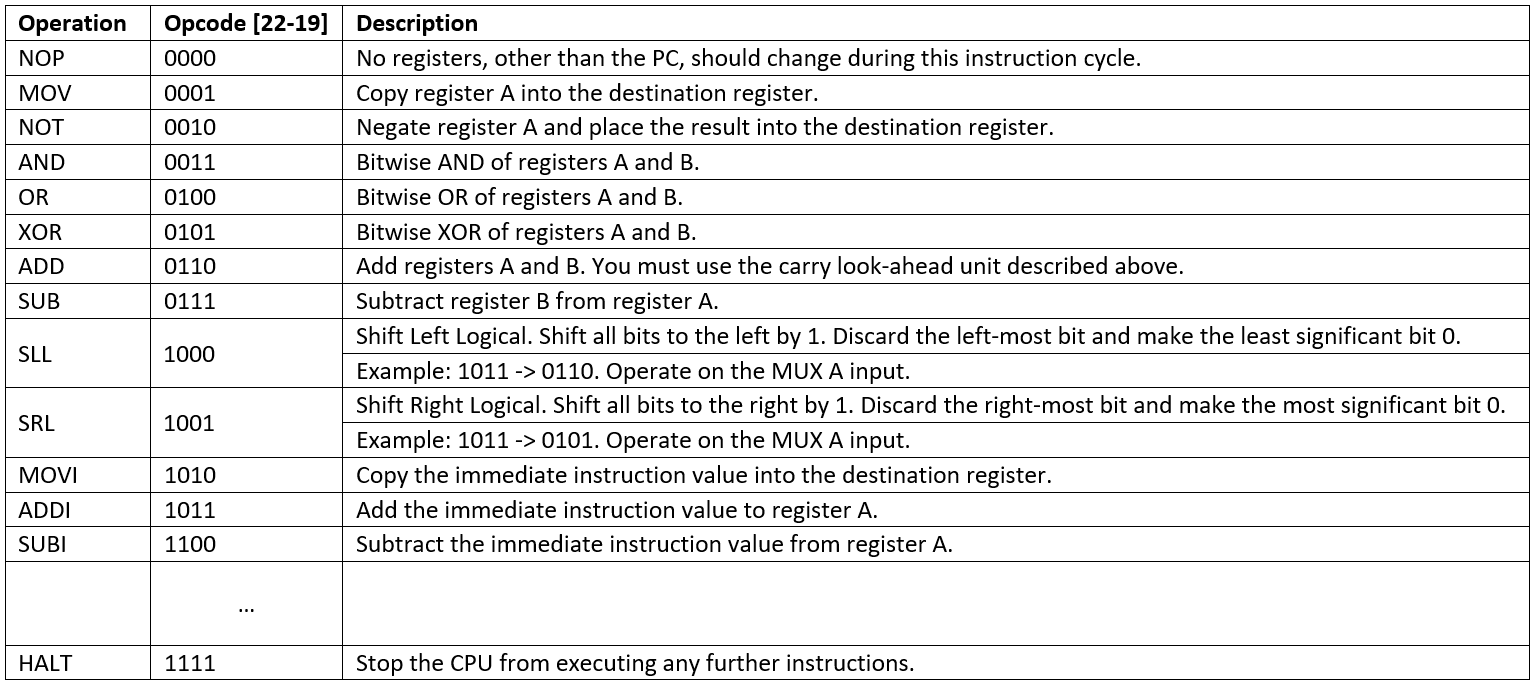 Operation Opcode [22-19] Description
NOP 0000 No registers, other than the PC, should change during this instruction cycle.
MOV 0001 Copy register A into the destination register.
NOT 0010 Negate register A and place the result into the destination register.
AND 0011 Bitwise AND of registers A and B.
OR 0100 Bitwise OR of registers A and B.
XOR 0101 Bitwise XOR of registers A and B.
ADD 0110 Add registers A and B. You must use the carry look-ahead unit described above.
SUB 0111 Subtract register B from register A.
SLL 1000 Shift Left Logical. Shift all bits to the left by 1. Discard the left-most bit and make the least significant bit 0.
Example: 1011 -> 0110. Operate on the MUX A input.
SRL 1001 Shift Right Logical. Shift all bits to the right by 1. Discard the right-most bit and make the most significant bit 0.
Example: 1011 -> 0101. Operate on the MUX A input.
MOVI 1010 Copy the immediate instruction value into the destination register.
ADDI 1011 Add the immediate instruction value to register A.
SUBI 1100 Subtract the immediate instruction value from register A.
...
HALT 1111 Stop the CPU from executing any further instructions.